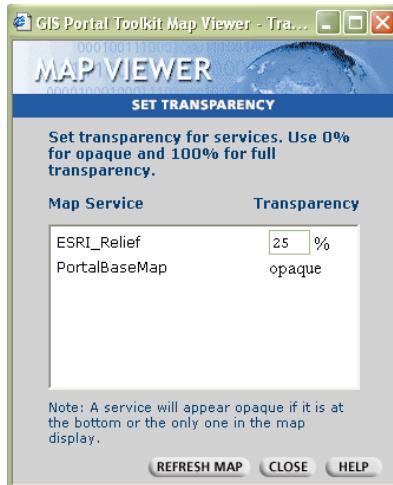 GIS Portal Toolkit Map Viewer - Tra...
MAP VIEWER
SET TRANSPARENCY
Set transparency for services. Use 0%
for opaque and 100% for full
transparency.
Map Service Transparency
ESRI_Relief 25 %
PortalBaseMap opaque
Note: A service will appear opaque if it is at
the bottom or the only one in the map
display.
REFRESH MAP CLOSE HELP